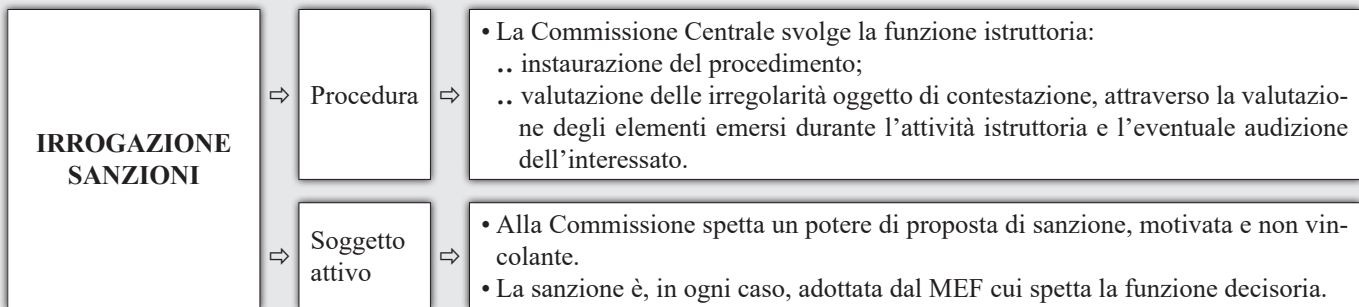 IRROGAZIONE
SANZIONI
⇨
Procedura
⇨
• La Commissione Centrale svolge la funzione istruttoria:
.. instaurazione del procedimento;
.. valutazione delle irregolarità oggetto di contestazione, attraverso la valutazio-
ne degli elementi emersi durante l’attività istruttoria e l’eventuale audizione
dell’interessato.
⇨
Soggetto
attivo
⇨
• Alla Commissione spetta un potere di proposta di sanzione, motivata e non vin-
colante.
• La sanzione è, in ogni caso, adottata dal MEF cui spetta la funzione decisoria.